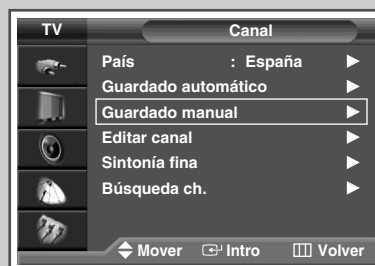 TV
Canal
País : España
Guardado automático
Guardado manual
Editar canal
Sintonía fina
Búsqueda ch.
Mover Intro Volver